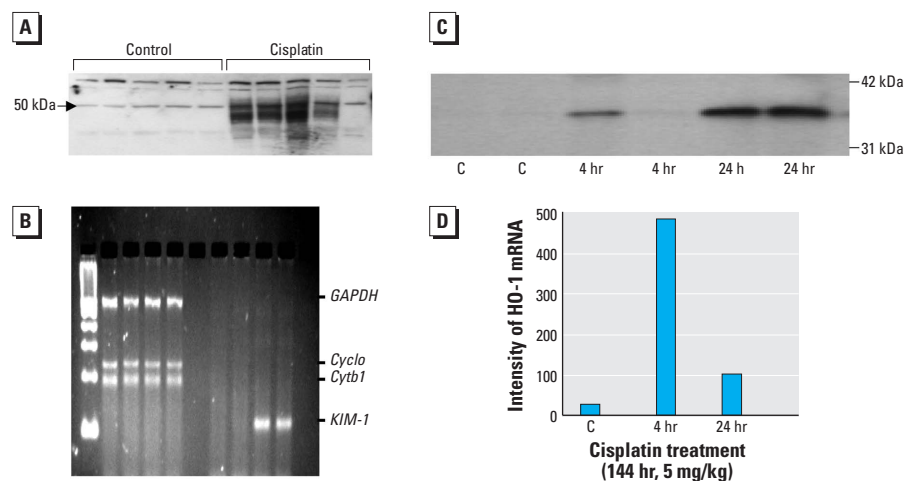 A
Control
Cisplatin
50 kDa
B
GAPDH
Cyclo
Cytb1
KIM-1
C
42 kDa
31 kDa
C C 4 hr 4 hr 24 h 24 hr
D
Intensity of HO-1 mRNA
500
400
300
200
100
0
C 4 hr 24 hr
Cisplatin treatment
(144 hr, 5 mg/kg)